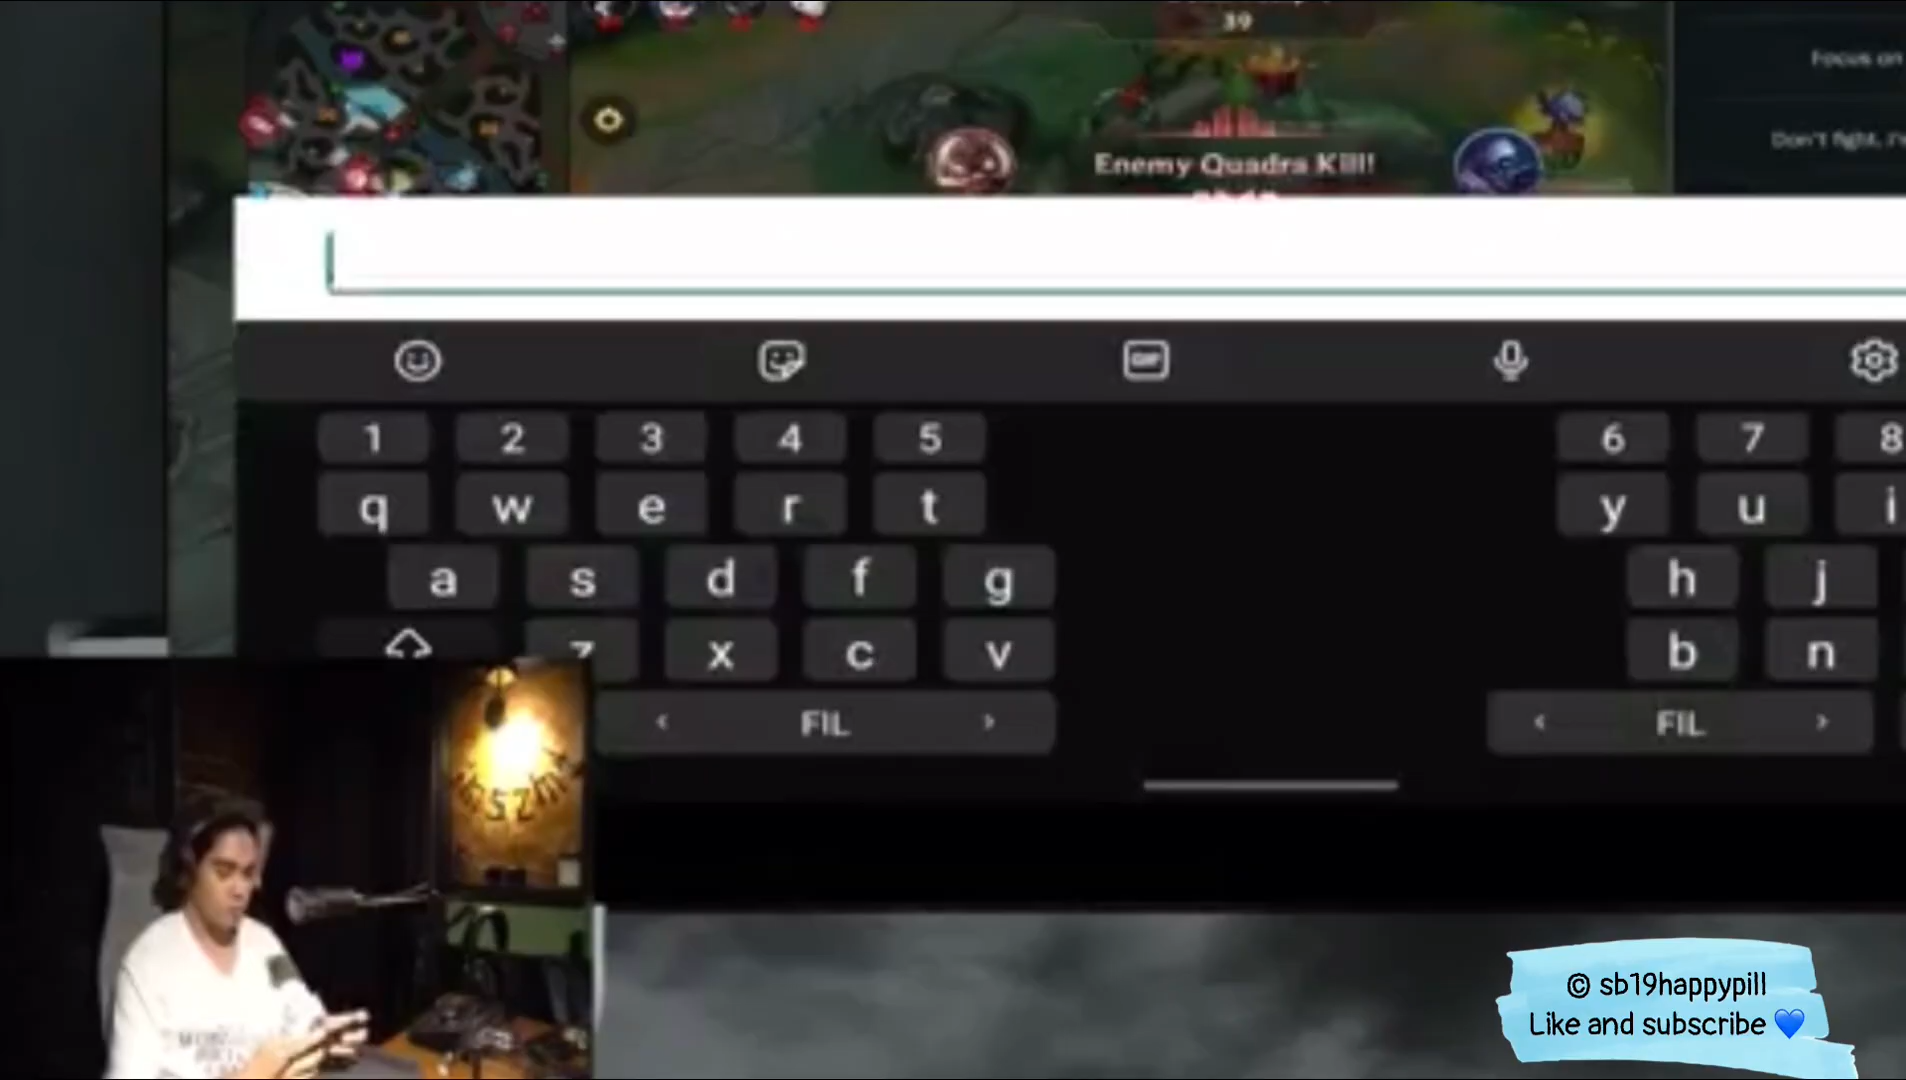 39
Focus on
Don't fight, I'
Enemy Quadra Kill!
GIF
1 2 3 4 5 6 7 8
q w e r t y u i
a s d f g h j
z x c v b n
< FIL > < FIL >
© sb19happypill
Like and subscribe 💙